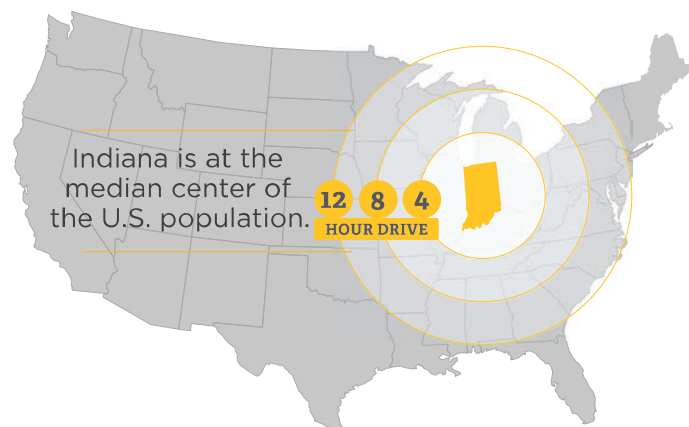 Indiana is at the
median center of
the U.S. population.
12 8 4
HOUR DRIVE